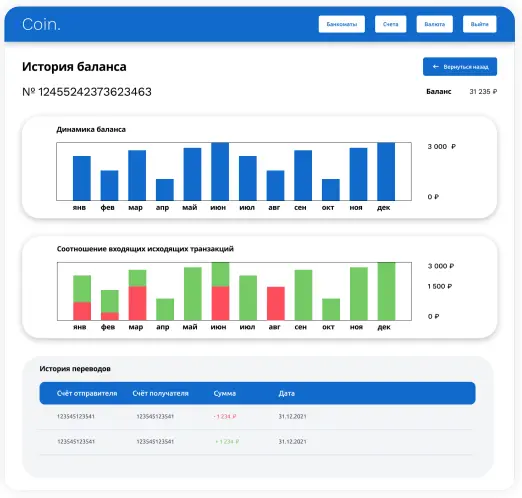 Coin.
Банкоматы Счета Валюта Выйти
История баланса
← Вернуться назад
№ 12455242373623463
Баланс 31 235 ₽
Динамика баланса
3 000 ₽
0 ₽
янв фев мар апр май июн июл авг сен окт ноя дек
Соотношение входящих исходящих транзакций
3 000 ₽
1 500 ₽
0 ₽
янв фев мар апр май июн июл авг сен окт ноя дек
История переводов
Счёт отправителя Счёт получателя Сумма Дата
123545123541 123545123541 - 1 234 ₽ 31.12.2021
123545123541 123545123541 + 1 234 ₽ 31.12.2021